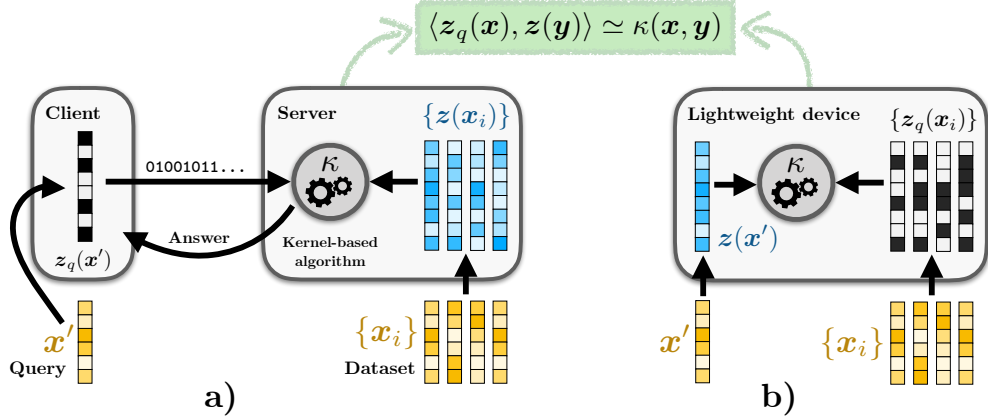 ⟨z_q(x), z(y)⟩ ≃ κ(x, y)
Client
01001011...
Answer
z_q(x′)
Server
{z(x_i)}
κ
Kernel-based
algorithm
x′
Query
{x_i}
Dataset
a)
Lightweight device
{z_q(x_i)}
κ
z(x′)
x′
{x_i}
b)